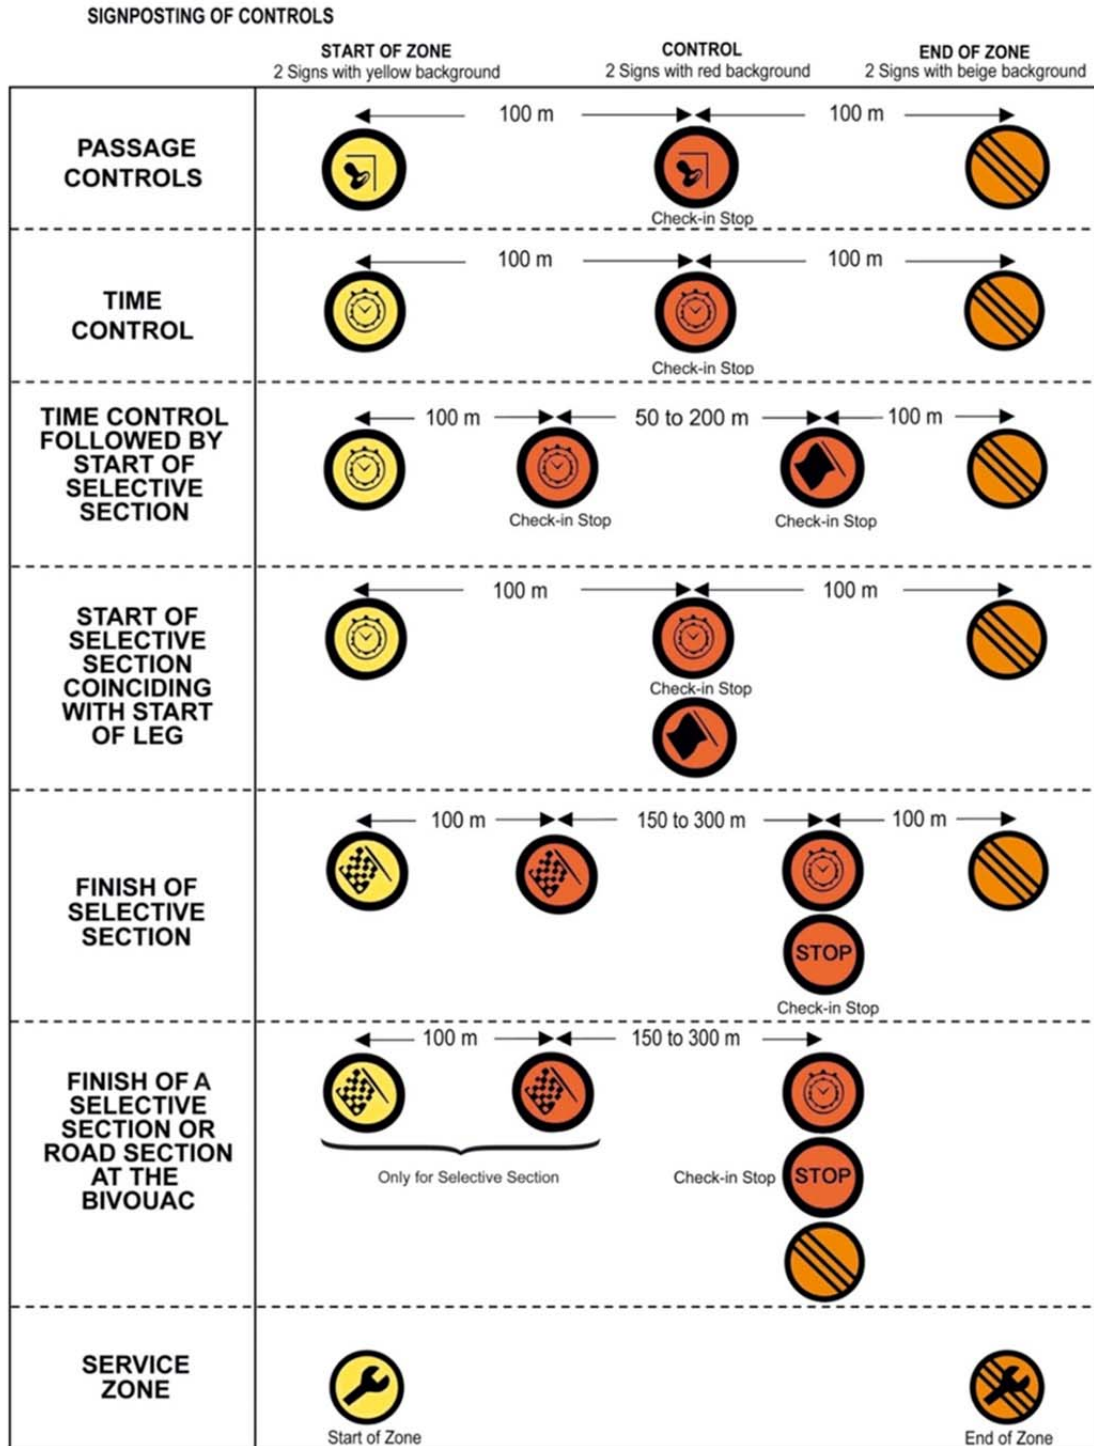 SIGNPOSTING OF CONTROLS
START OF ZONE
2 Signs with yellow background
CONTROL
2 Signs with red background
END OF ZONE
2 Signs with beige background
PASSAGE
CONTROLS
100 m
100 m
Check-in Stop
TIME
CONTROL
100 m
100 m
Check-in Stop
TIME CONTROL
FOLLOWED BY
START OF
SELECTIVE
SECTION
100 m
50 to 200 m
100 m
Check-in Stop
Check-in Stop
START OF
SELECTIVE
SECTION
COINCIDING
WITH START
OF LEG
100 m
100 m
Check-in Stop
FINISH OF
SELECTIVE
SECTION
100 m
150 to 300 m
100 m
STOP
Check-in Stop
FINISH OF A
SELECTIVE
SECTION OR
ROAD SECTION
AT THE
BIVOUAC
100 m
150 to 300 m
Only for Selective Section
Check-in Stop
STOP
SERVICE
ZONE
Start of Zone
End of Zone